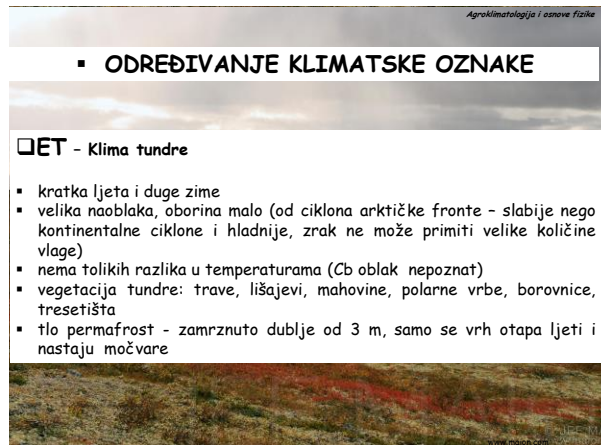 Agroklimatologija i osnove fizike
▪ ODREĐIVANJE KLIMATSKE OZNAKE
❑ET – Klima tundre
▪ kratka ljeta i duge zime
▪ velika naoblaka, oborina malo (od ciklona arktičke fronte – slabije nego
kontinentalne ciklone i hladnije, zrak ne može primiti velike količine
vlage)
▪ nema tolikih razlika u temperaturama (Cb oblak nepoznat)
▪ vegetacija tundre: trave, lišajevi, mahovine, polarne vrbe, borovnice,
tresetišta
▪ tlo permafrost - zamrznuto dublje od 3 m, samo se vrh otapa ljeti i
nastaju močvare